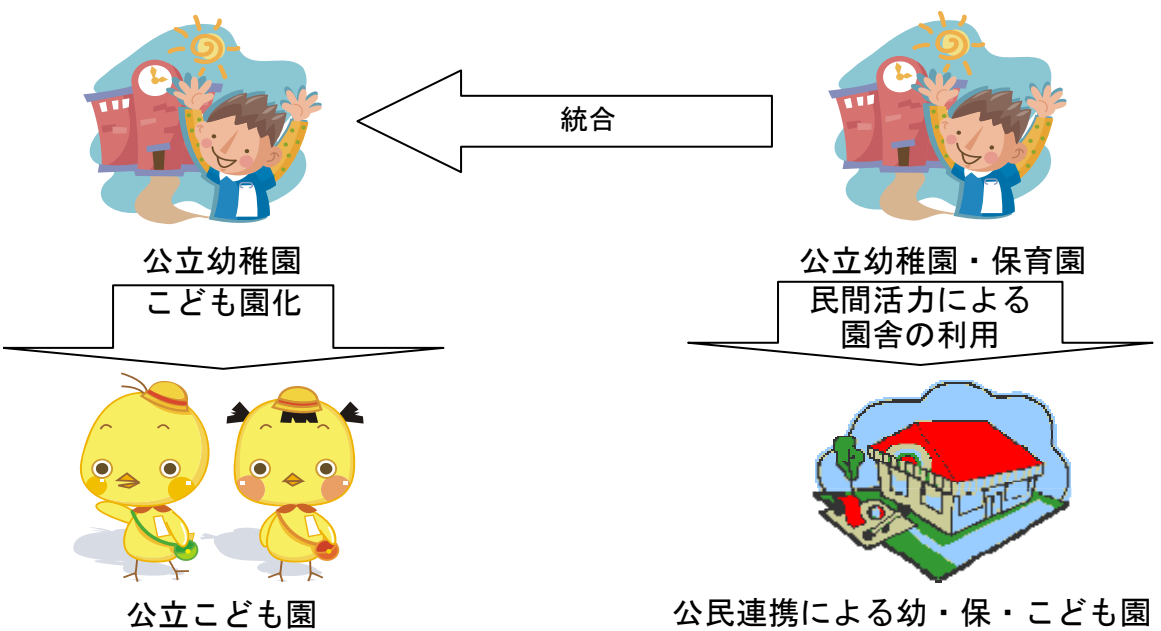 統合
公立幼稚園
公立幼稚園・保育園
こども園化
民間活力による
園舎の利用
公立こども園
公民連携による幼・保・こども園